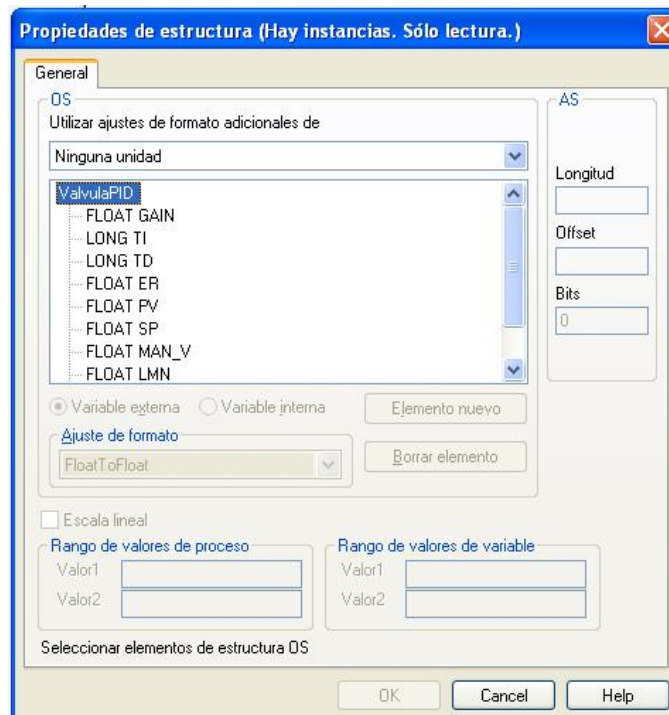 Propiedades de estructura (Hay instancias. Sólo lectura.)
General
OS
Utilizar ajustes de formato adicionales de
Ninguna unidad
ValvulaPID
FLOAT GAIN
LONG TI
LONG TD
FLOAT ER
FLOAT PV
FLOAT SP
FLOAT MAN_V
FLOAT LMN
Variable externa
Variable interna
Elemento nuevo
Ajuste de formato
FloatToFloat
Borrar elemento
AS
Longitud
Offset
Bits
0
Escala lineal
Rango de valores de proceso
Valor1
Valor2
Rango de valores de variable
Valor1
Valor2
Seleccionar elementos de estructura OS
OK
Cancel
Help